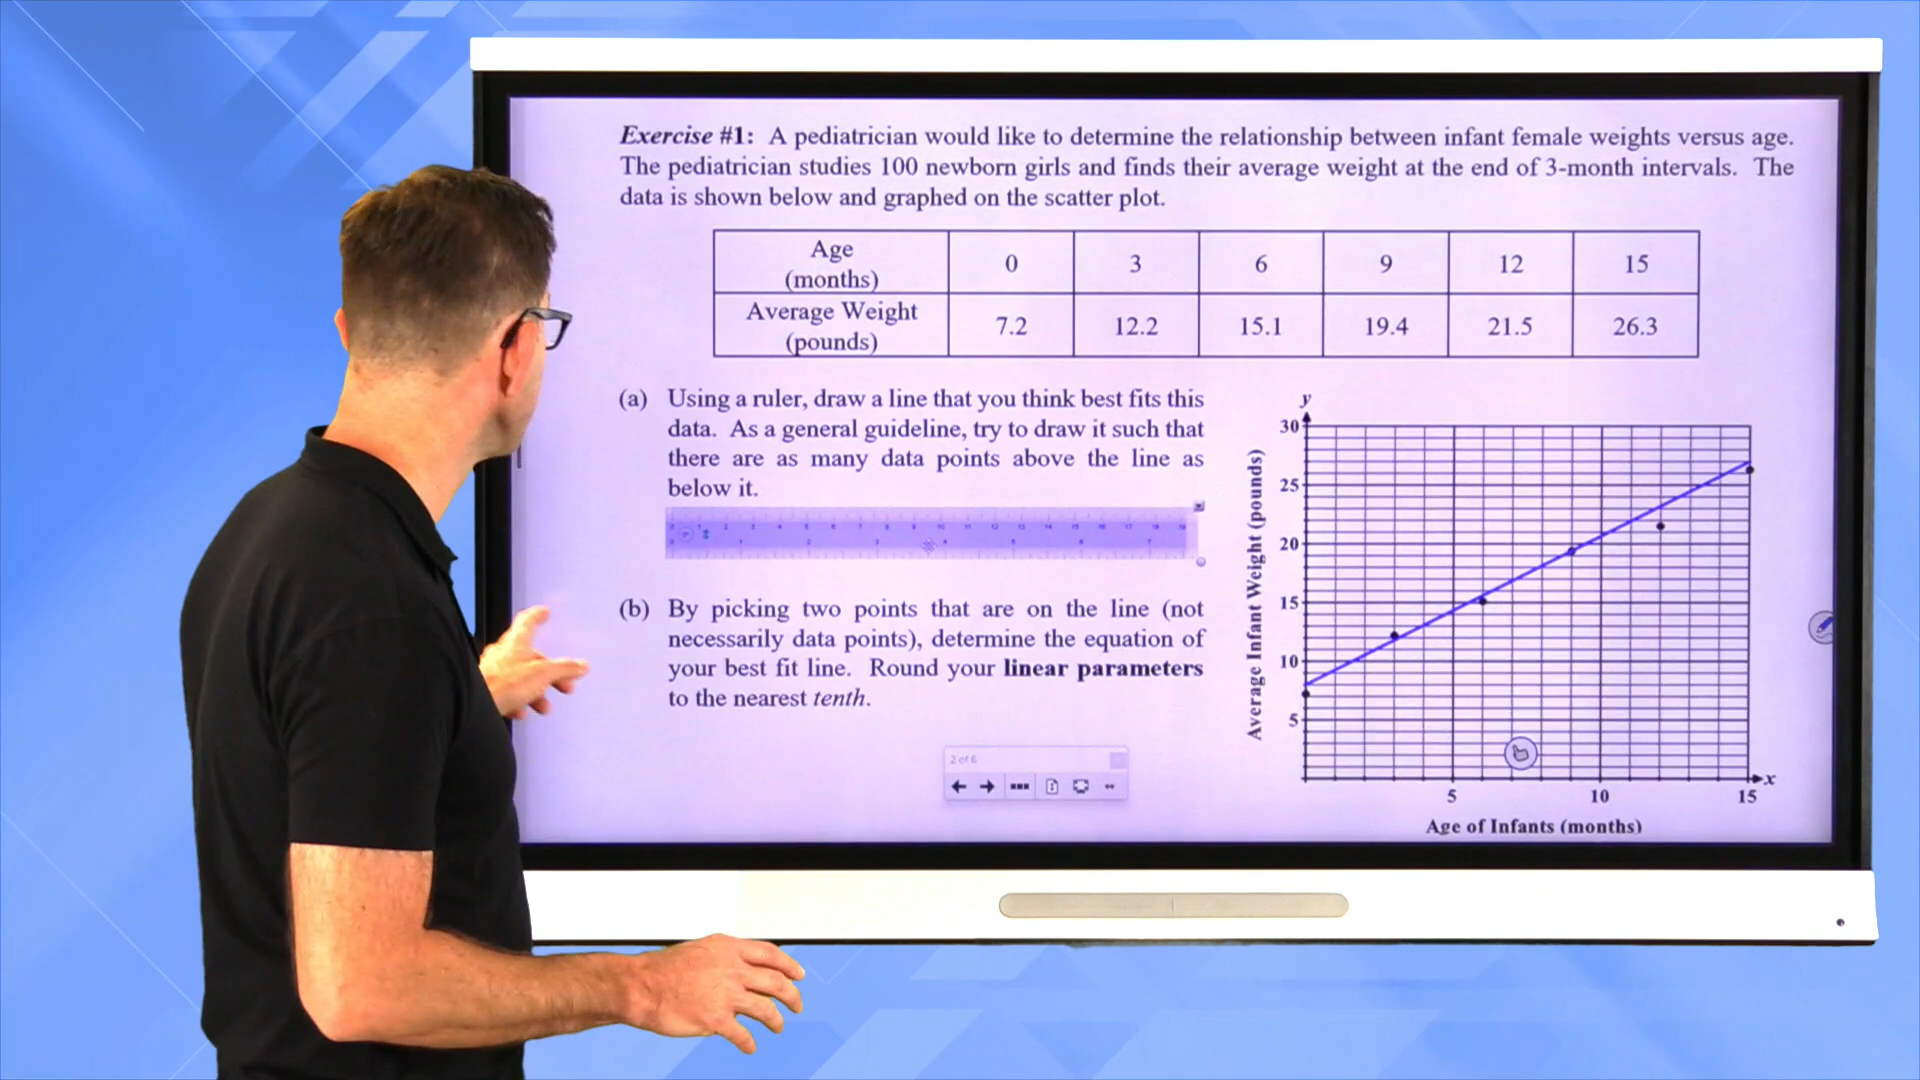 Exercise #1: A pediatrician would like to determine the relationship between infant female weights versus age.
The pediatrician studies 100 newborn girls and finds their average weight at the end of 3-month intervals. The
data is shown below and graphed on the scatter plot.
Age (months) 0 3 6 9 12 15
Average Weight (pounds) 7.2 12.2 15.1 19.4 21.5 26.3
(a) Using a ruler, draw a line that you think best fits this
data. As a general guideline, try to draw it such that
there are as many data points above the line as
below it.
(b) By picking two points that are on the line (not
necessarily data points), determine the equation of
your best fit line. Round your linear parameters
to the nearest tenth.
2 of 6
y
30
25
20
15
10
5
Average Infant Weight (pounds)
5 10 15
x
Age of Infants (months)